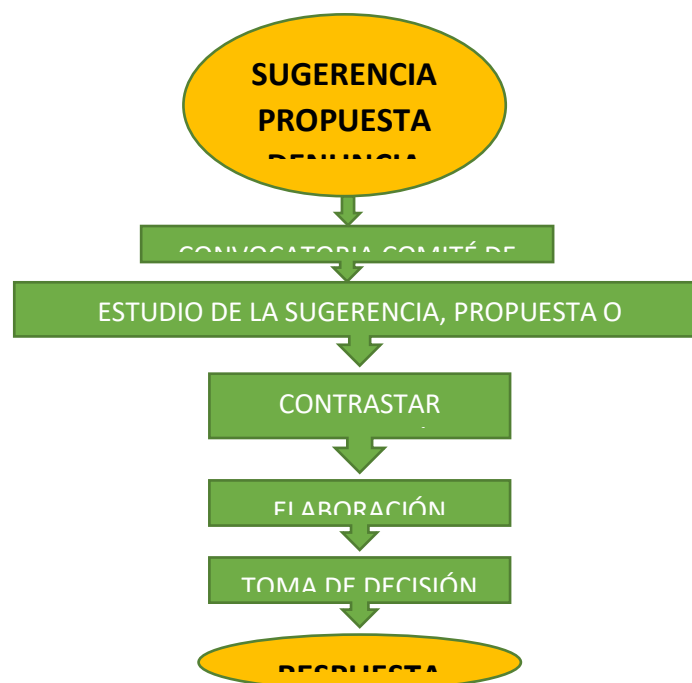 SUGERENCIA
PROPUESTA
DENUNCIA
CONVOCATORIA COMITÉ DE
ESTUDIO DE LA SUGERENCIA, PROPUESTA O
CONTRASTAR
ELABORACIÓN
TOMA DE DECISIÓN
RESPUESTA